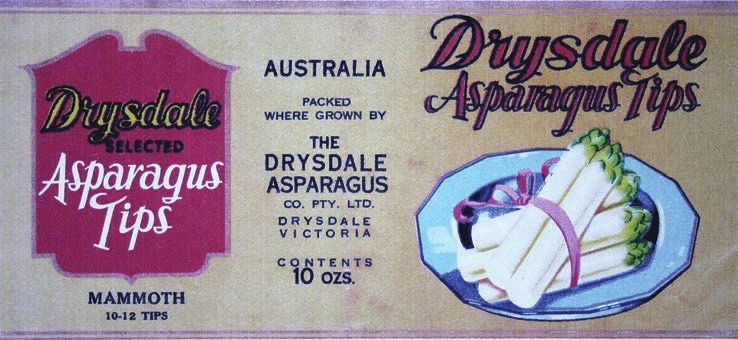 Drysdale
SELECTED
Asparagus
Tips
MAMMOTH
10-12 TIPS
AUSTRALIA
PACKED
WHERE GROWN BY
THE
DRYSDALE
ASPARAGUS
CO. PTY. LTD.
DRYSDALE
VICTORIA
CONTENTS
10 OZS.
Drysdale
Asparagus Tips